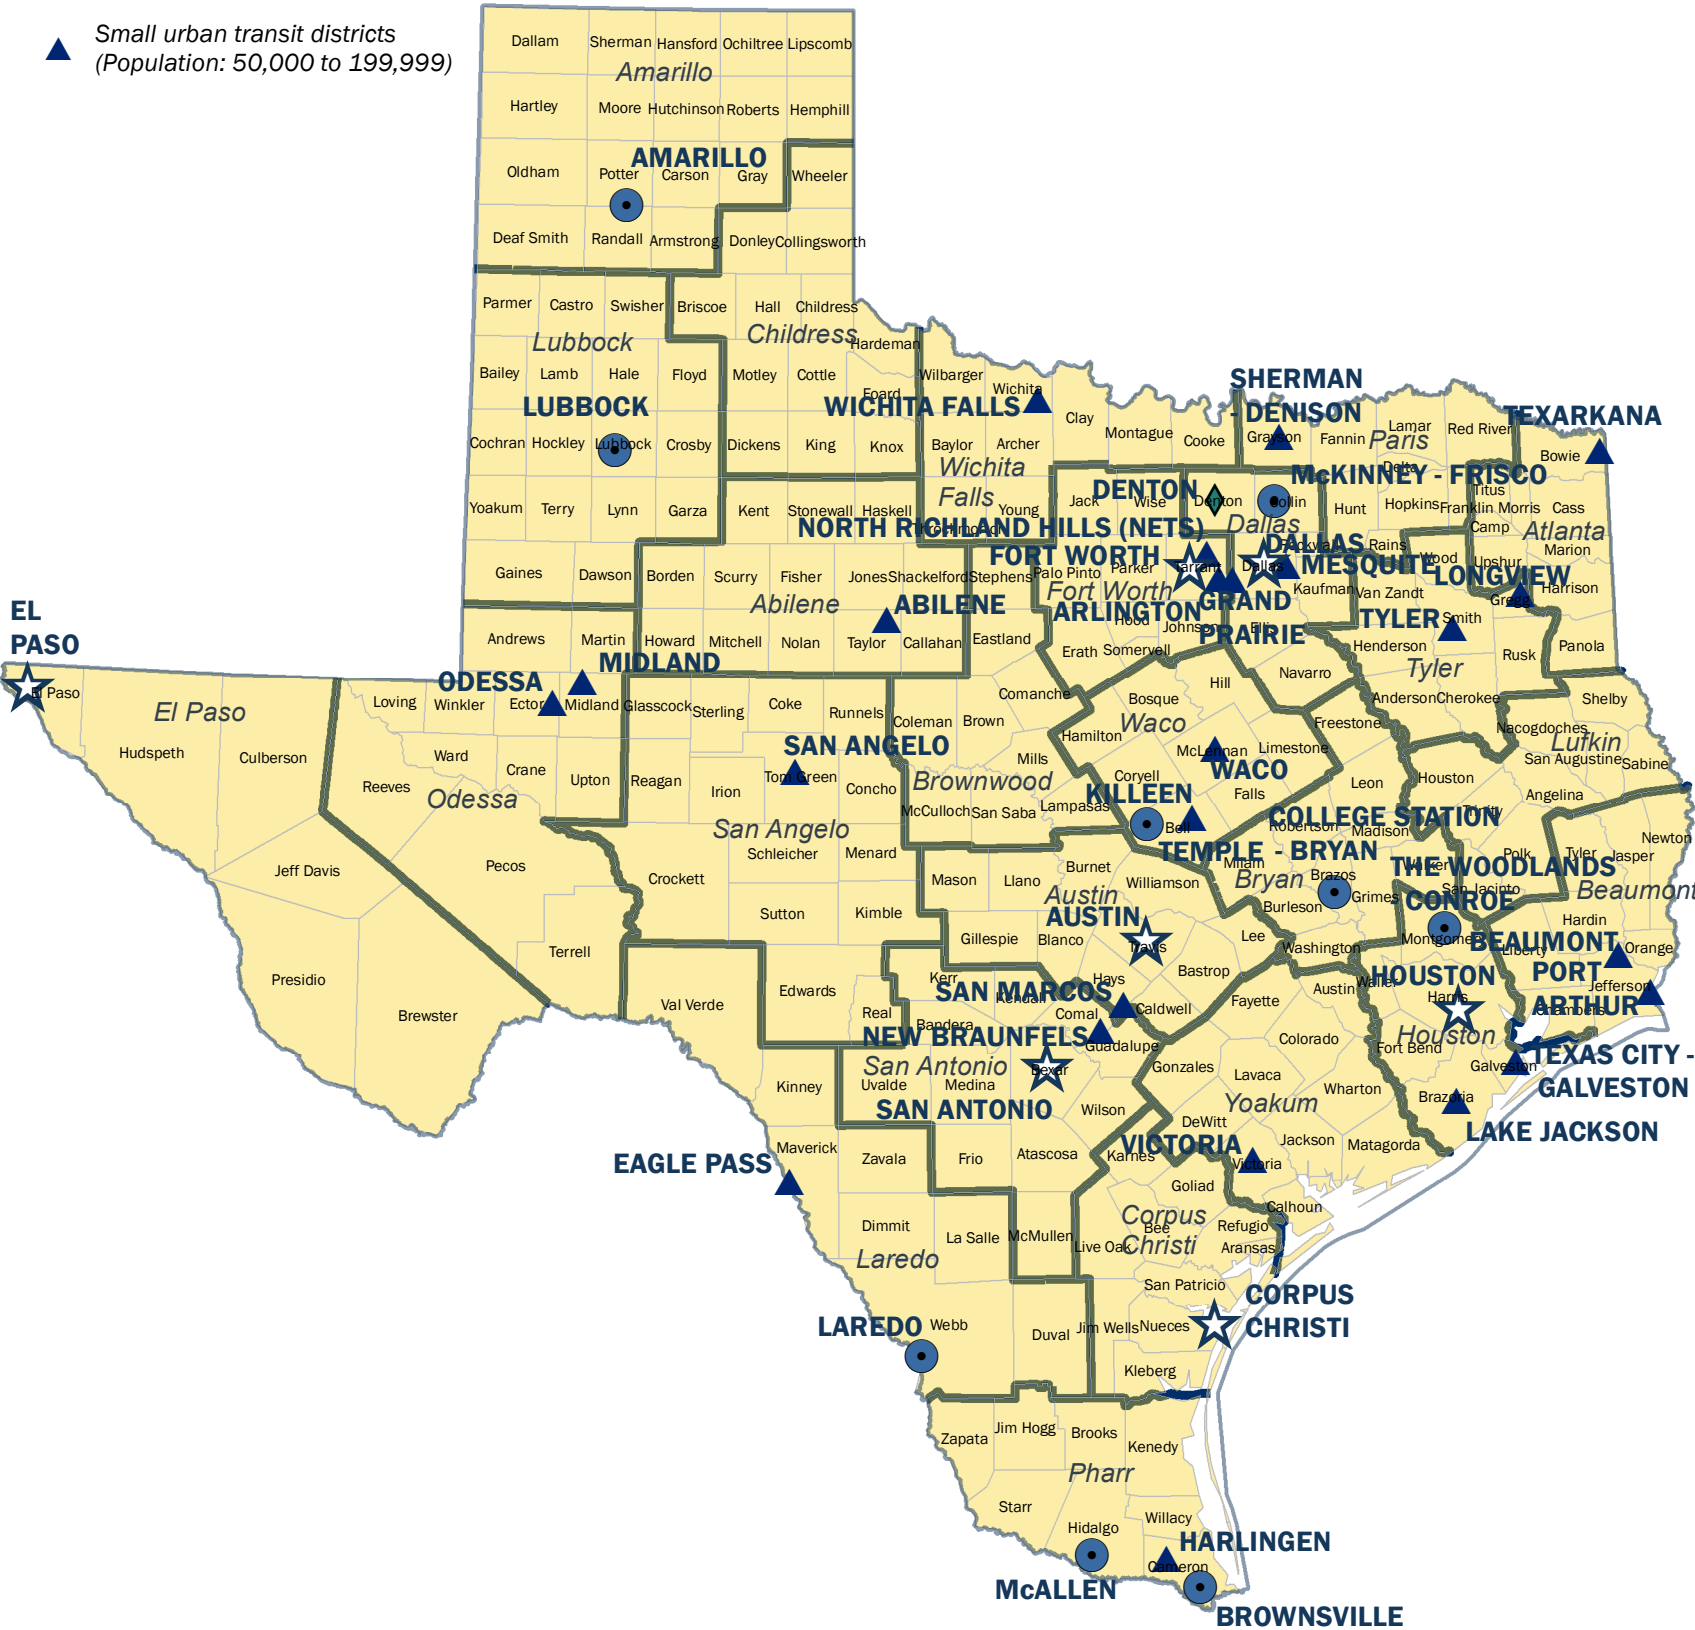 Small urban transit districts
(Population: 50,000 to 199,999)
Dallam
Sherman
Hansford
Ochiltree
Lipscomb
Amarillo
Hartley
Moore
Hutchinson
Roberts
Hemphill
AMARILLO
Oldham
Potter
Carson
Gray
Wheeler
Deaf Smith
Randall
Armstrong
Donley
Collingsworth
Parmer
Castro
Swisher
Briscoe
Hall
Childress
Lubbock
Childress
Hardeman
Bailey
Lamb
Hale
Floyd
Motley
Cottle
Foard
Wilbarger
Wichita
LUBBOCK
WICHITA FALLS
Clay
SHERMAN
- DENISON
TEXARKANA
Cochran
Hockley
Lubbock
Crosby
Dickens
King
Knox
Baylor
Archer
Montague
Cooke
Grayson
Fannin
Lamar
Paris
Red River
Bowie
Wichita
Falls
Delta
McKINNEY - FRISCO
DENTON
Yoakum
Terry
Lynn
Garza
Kent
Stonewall
Haskell
Throckmorton
Young
Jack
Wise
Denton
Collin
Hunt
Hopkins
Titus
Franklin
Morris
Cass
Camp
Dallas
Atlanta
NORTH RICHLAND HILLS (NETS)
Rockwall
Rains
Wood
Upshur
Marion
FORT WORTH
DALLAS
MESQUITE
LONGVIEW
Gaines
Dawson
Borden
Scurry
Fisher
Jones
Shackelford
Stephens
Palo Pinto
Parker
Tarrant
Dallas
Kaufman
Van Zandt
Gregg
Harrison
Abilene
Fort Worth
ABILENE
ARLINGTON
GRAND
PRAIRIE
TYLER
Smith
EL
PASO
Andrews
Martin
Howard
Mitchell
Nolan
Taylor
Callahan
Eastland
Hood
Johnson
Ellis
Erath
Somervell
Henderson
Tyler
Rusk
Panola
MIDLAND
ODESSA
El Paso
El Paso
Loving
Winkler
Ector
Midland
Glasscock
Sterling
Coke
Runnels
Coleman
Brown
Comanche
Bosque
Hill
Navarro
Anderson
Cherokee
Shelby
Waco
Freestone
Nacogdoches
Hudspeth
Culberson
Hamilton
SAN ANGELO
McLennan
Limestone
Lufkin
San Augustine
Sabine
Ward
Crane
Upton
Reagan
Irion
Tom Green
Concho
Mills
Coryell
WACO
Falls
Leon
Houston
Angelina
Reeves
Odessa
Brownwood
KILLEEN
McCulloch
San Saba
Lampasas
Bell
COLLEGE STATION
Robertson
Madison
Trinity
Newton
San Angelo
Schleicher
Menard
TEMPLE
- BRYAN
Milam
Walker
Polk
Tyler
Jasper
Jeff Davis
Pecos
Crockett
Mason
Llano
Burnet
Williamson
Brazos
THE WOODLANDS
- CONROE
San Jacinto
Austin
Bryan
Burleson
Grimes
Beaumont
Sutton
Kimble
AUSTIN
Hardin
Gillespie
Blanco
Travis
Lee
Washington
Montgomery
BEAUMONT
Liberty
Orange
Terrell
Presidio
Brewster
Val Verde
Edwards
Real
Kerr
Kendall
Hays
Bastrop
Austin
Waller
HOUSTON
PORT
ARTHUR
Jefferson
SAN MARCOS
Harris
Chambers
Fayette
Bandera
Comal
Caldwell
NEW BRAUNFELS
Guadalupe
Colorado
Fort Bend
Houston
San Antonio
Bexar
Gonzales
Galveston
TEXAS CITY -
GALVESTON
Kinney
Uvalde
Medina
Lavaca
Wharton
Brazoria
SAN ANTONIO
Wilson
Yoakum
DeWitt
LAKE JACKSON
Maverick
VICTORIA
Jackson
Matagorda
EAGLE PASS
Zavala
Frio
Atascosa
Karnes
Victoria
Goliad
Calhoun
Dimmit
La Salle
McMullen
Live Oak
Corpus
Christi
Bee
Refugio
Aransas
Laredo
San Patricio
CORPUS
CHRISTI
LAREDO
Webb
Duval
Jim Wells
Nueces
Kleberg
Zapata
Jim Hogg
Brooks
Kenedy
Pharr
Starr
Willacy
Hidalgo
HARLINGEN
Cameron
McALLEN
BROWNSVILLE